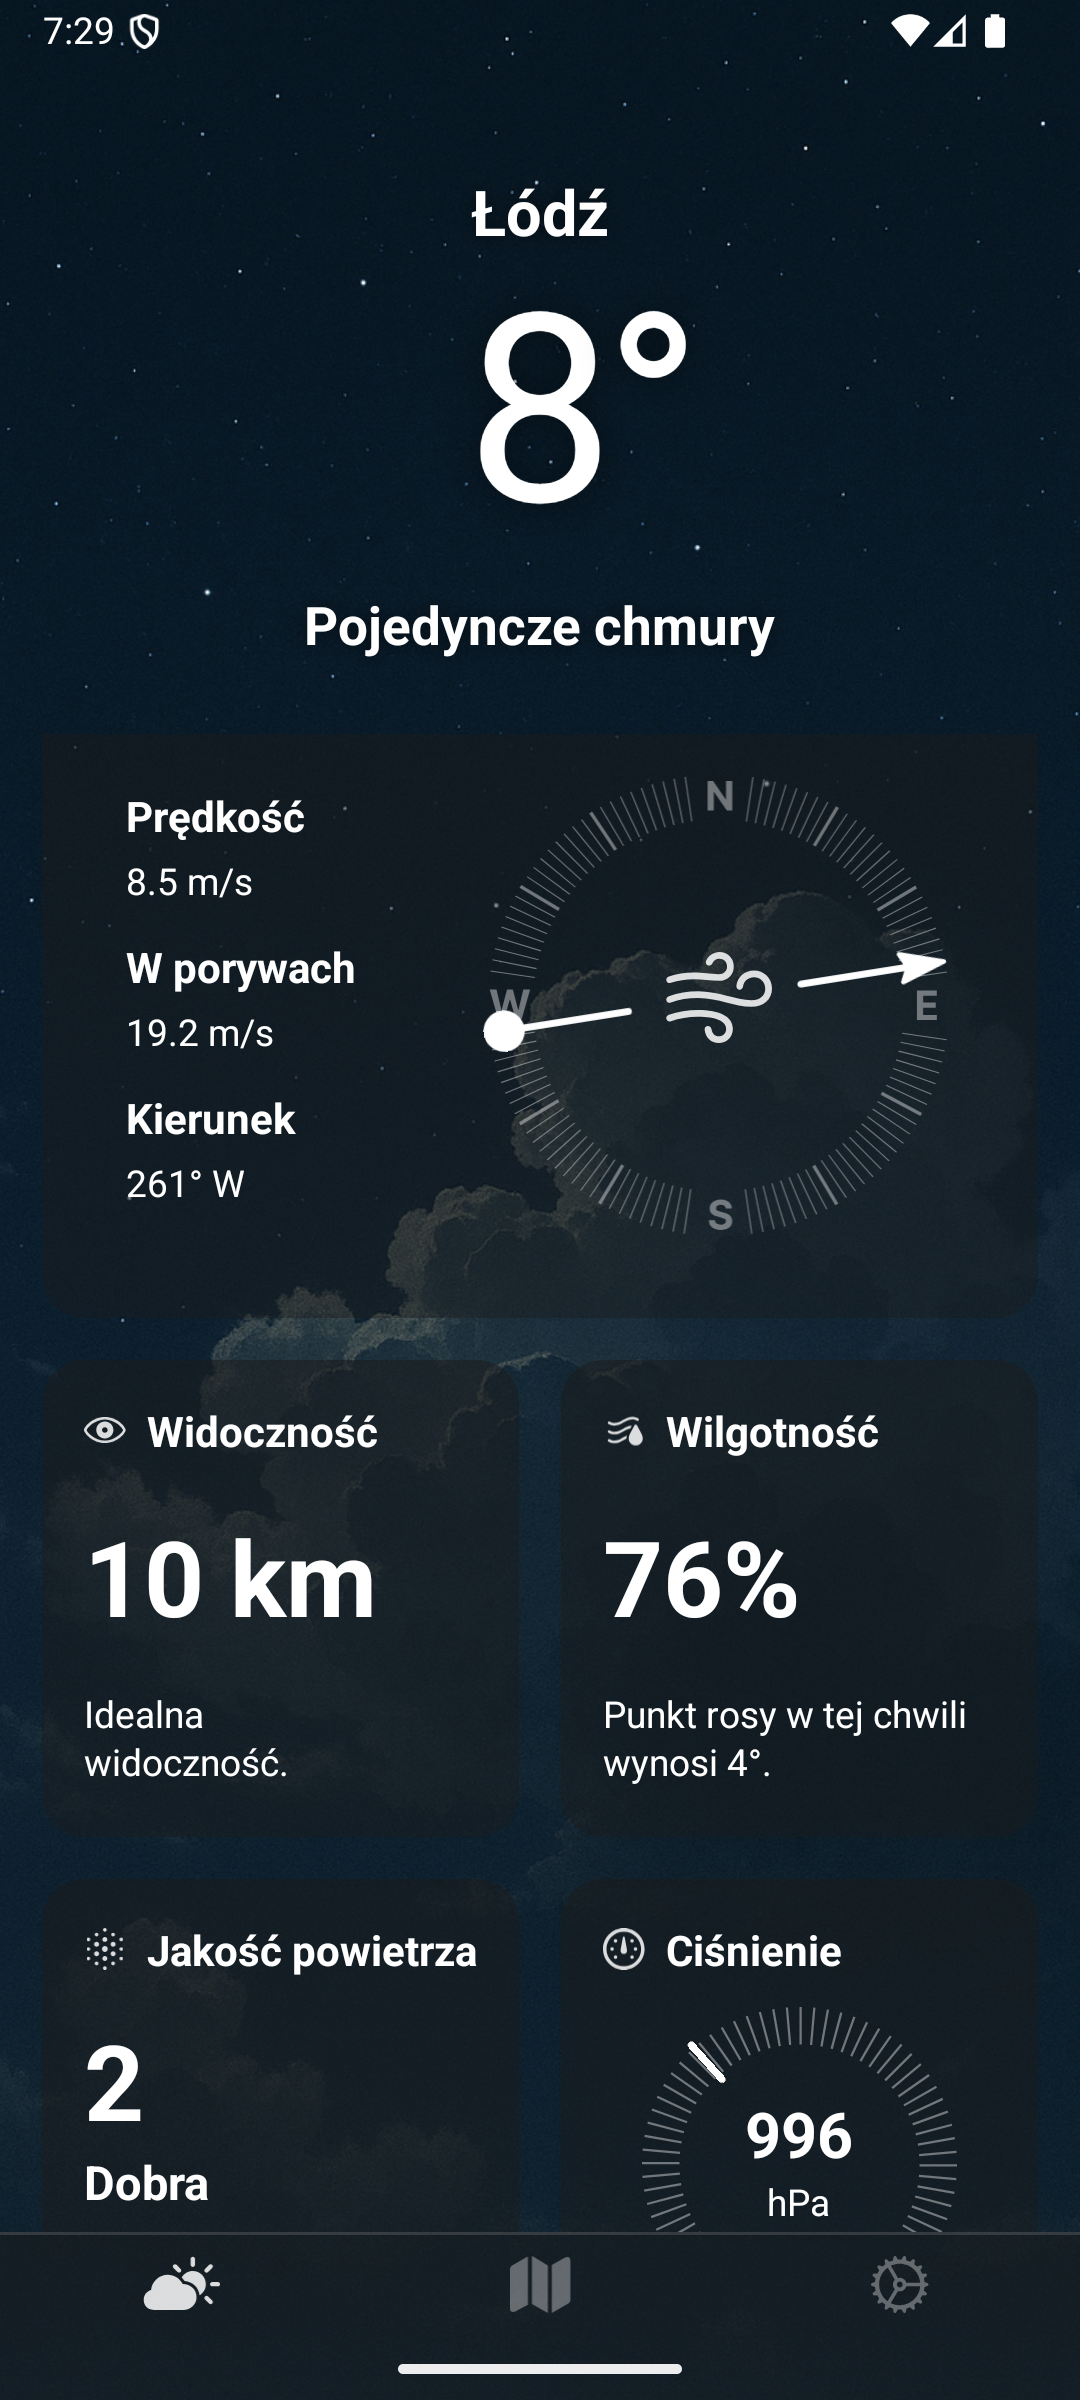 7:29
Łódź
8°
Pojedyncze chmury
Prędkość
8.5 m/s
W porywach
19.2 m/s
Kierunek
261° W
N
W
E
S
Widoczność
10 km
Idealna
widoczność.
Wilgotność
76%
Punkt rosy w tej chwili
wynosi 4°.
Jakość powietrza
2
Dobra
Ciśnienie
996
hPa